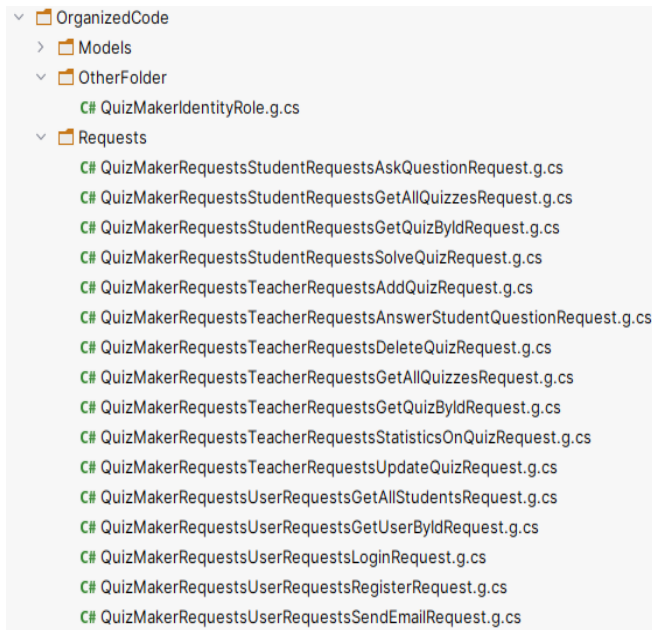 OrganizedCode
Models
OtherFolder
C# QuizMakerIdentityRole.g.cs
Requests
C# QuizMakerRequestsStudentRequestsAskQuestionRequest.g.cs
C# QuizMakerRequestsStudentRequestsGetAllQuizzesRequest.g.cs
C# QuizMakerRequestsStudentRequestsGetQuizByIdRequest.g.cs
C# QuizMakerRequestsStudentRequestsSolveQuizRequest.g.cs
C# QuizMakerRequestsTeacherRequestsAddQuizRequest.g.cs
C# QuizMakerRequestsTeacherRequestsAnswerStudentQuestionRequest.g.cs
C# QuizMakerRequestsTeacherRequestsDeleteQuizRequest.g.cs
C# QuizMakerRequestsTeacherRequestsGetAllQuizzesRequest.g.cs
C# QuizMakerRequestsTeacherRequestsGetQuizByIdRequest.g.cs
C# QuizMakerRequestsTeacherRequestsStatisticsOnQuizRequest.g.cs
C# QuizMakerRequestsTeacherRequestsUpdateQuizRequest.g.cs
C# QuizMakerRequestsUserRequestsGetAllStudentsRequest.g.cs
C# QuizMakerRequestsUserRequestsGetUserByIdRequest.g.cs
C# QuizMakerRequestsUserRequestsLoginRequest.g.cs
C# QuizMakerRequestsUserRequestsRegisterRequest.g.cs
C# QuizMakerRequestsUserRequestsSendEmailRequest.g.cs